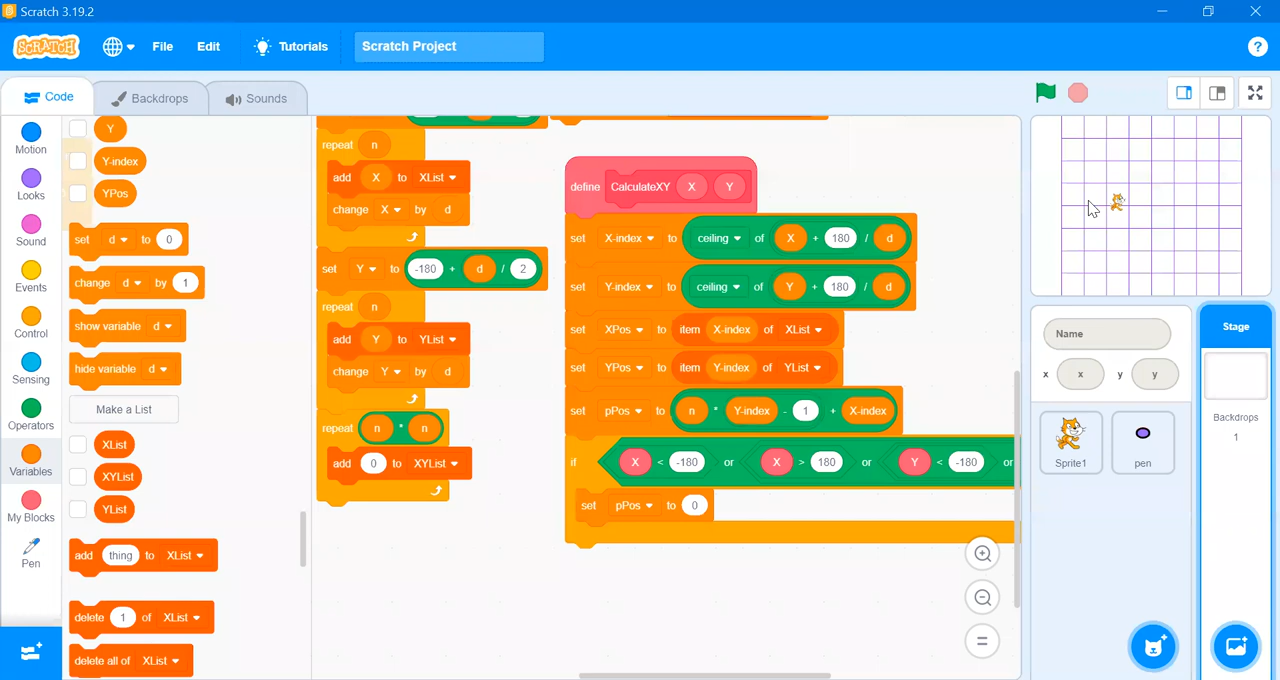 Scratch 3.19.2
SCRATCH File Edit Tutorials Scratch Project ?
Code Backdrops Sounds
Motion
Looks
Sound
Events
Control
Sensing
Operators
Variables
My Blocks
Pen
Y
Y-index
YPos
set d to 0
change d by 1
show variable d
hide variable d
Make a List
XList
XYList
YList
add thing to XList
delete 1 of XList
delete all of XList
repeat n
add X to XList
change X by d
set Y to -180 + d / 2
repeat n
add Y to YList
change Y by d
repeat n * n
add 0 to XYList
define CalculateXY X Y
set X-index to ceiling of X + 180 / d
set Y-index to ceiling of Y + 180 / d
set XPos to item X-index of XList
set YPos to item Y-index of YList
set pPos to n * Y-index - 1 + X-index
if X < -180 or X > 180 or Y < -180 or
set pPos to 0
Name
x x y y
Sprite1
pen
Stage
Backdrops
1